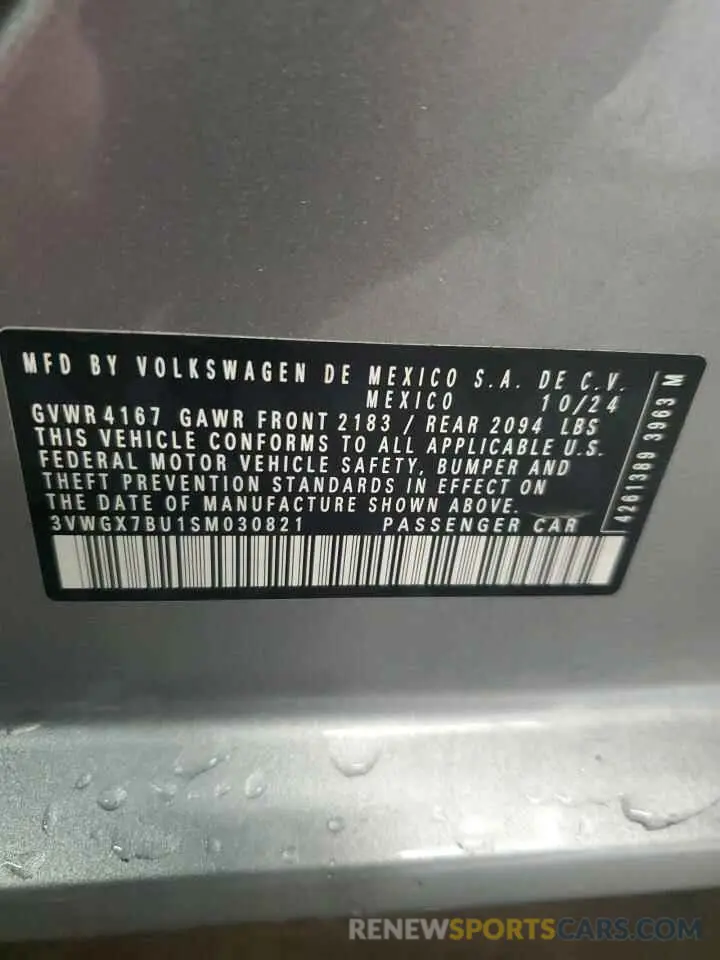 MFD BY VOLKSWAGEN DE MEXICO S.A. DE C.V.
MEXICO 10/24
GVWR 4167 GAWR FRONT 2183 / REAR 2094 LBS
THIS VEHICLE CONFORMS TO ALL APPLICABLE U.S.
FEDERAL MOTOR VEHICLE SAFETY, BUMPER AND
THEFT PREVENTION STANDARDS IN EFFECT ON
THE DATE OF MANUFACTURE SHOWN ABOVE.
3VWGX7BU1SM030821 PASSENGER CAR
4261389 3963 M
RENEWSPORTSCARS.COM